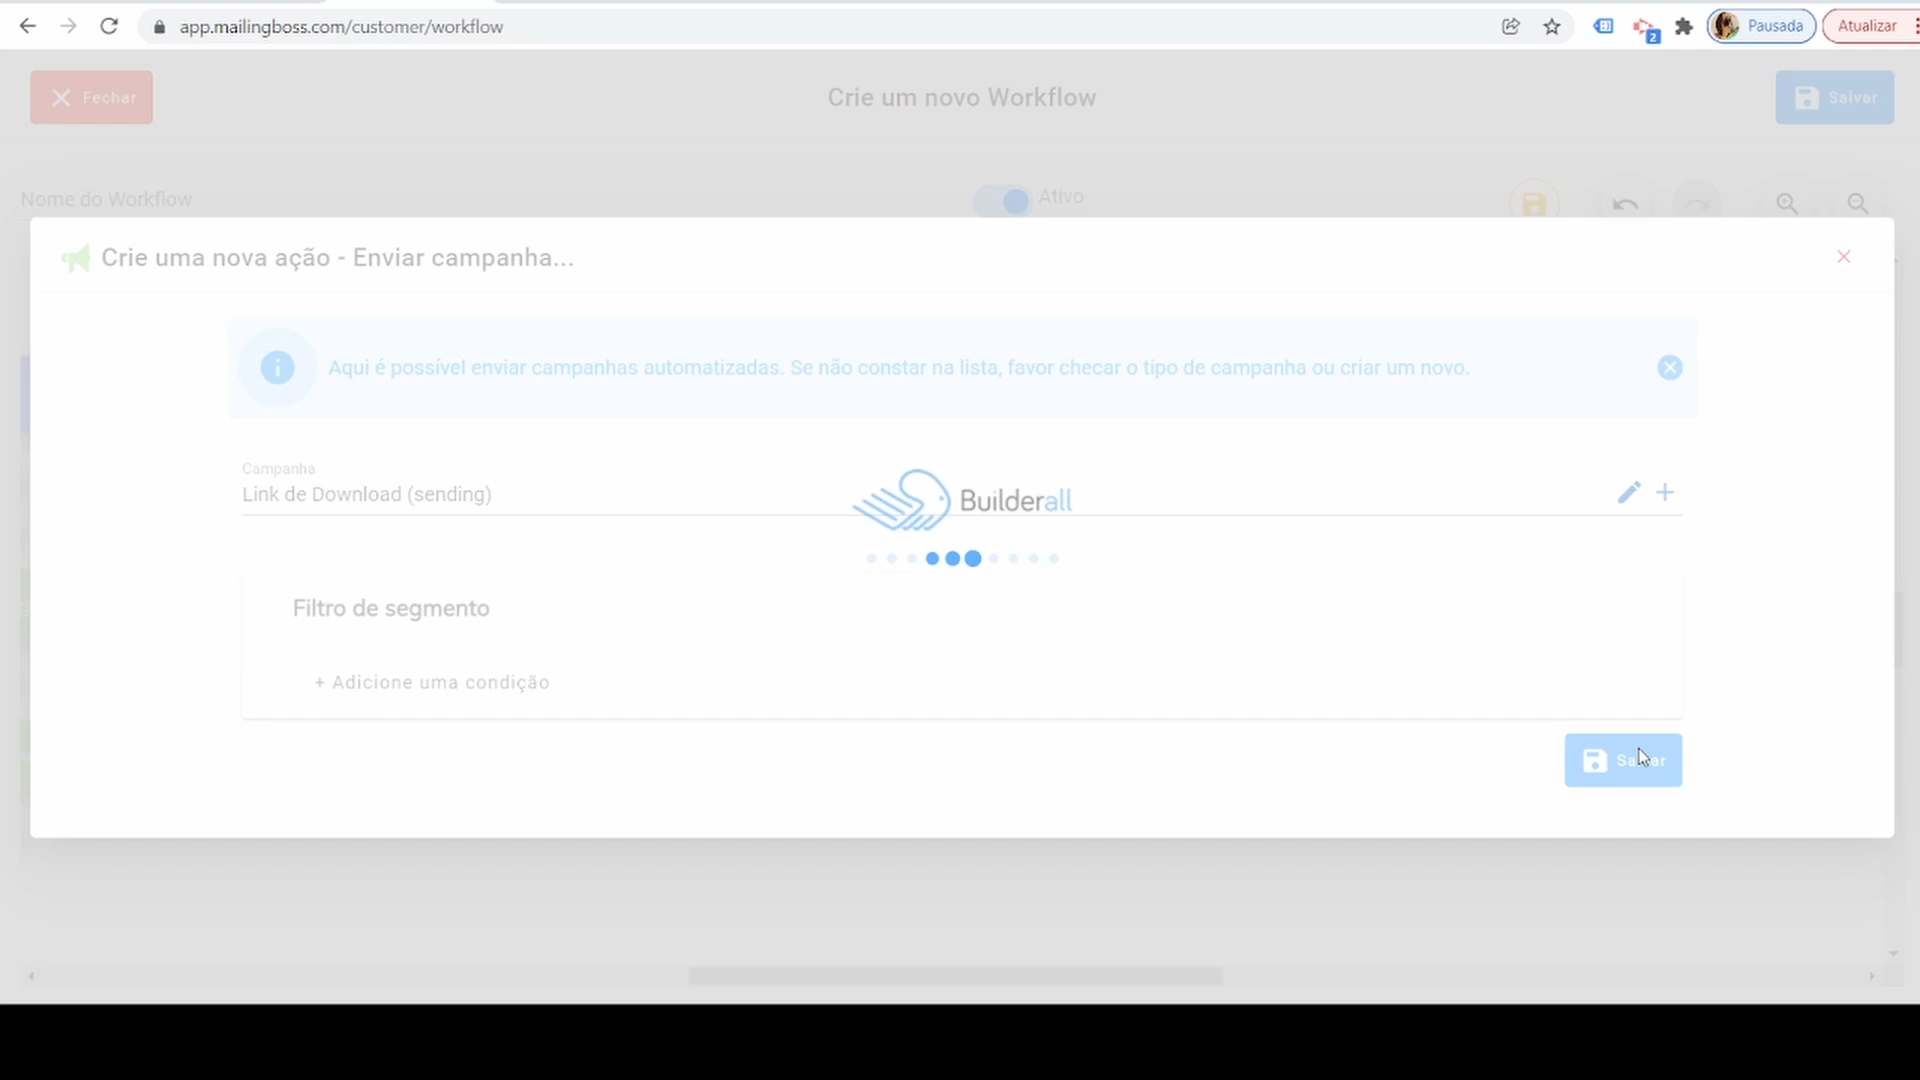 app.mailingboss.com/customer/workflow
2
Pausada
Atualizar
Fechar
Crie um novo Workflow
Salvar
Nome do Workflow
Ativo
Crie uma nova ação - Enviar campanha...
Aqui é possível enviar campanhas automatizadas. Se não constar na lista, favor checar o tipo de campanha ou criar um novo.
Campanha
Link de Download (sending)
Builderall
Filtro de segmento
+ Adicione uma condição
Salvar